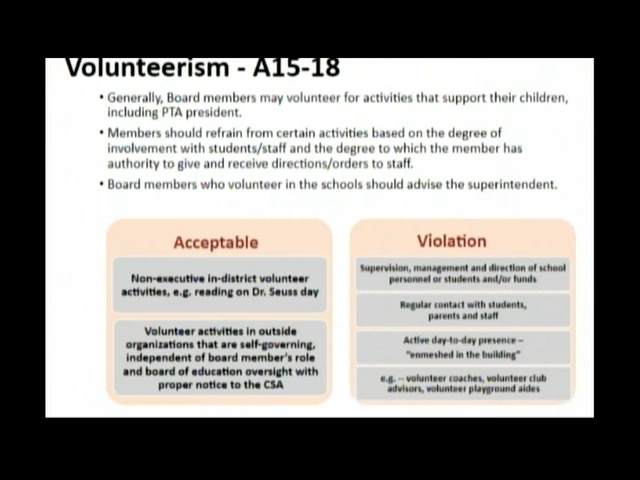 Volunteerism - A15-18
• Generally, Board members may volunteer for activities that support their children,
including PTA president.
• Members should refrain from certain activities based on the degree of
involvement with students/staff and the degree to which the member has
authority to give and receive directions/orders to staff.
• Board members who volunteer in the schools should advise the superintendent.
Acceptable
Non-executive in-district volunteer
activities, e.g. reading on Dr. Seuss day
Volunteer activities in outside
organizations that are self-governing,
independent of board member's role
and board of education oversight with
proper notice to the CSA
Violation
Supervision, management and direction of school
personnel or students and/or funds
Regular contact with students,
parents and staff
Active day-to-day presence –
"enmeshed in the building"
e.g. -- volunteer coaches, volunteer club
advisors, volunteer playground aides